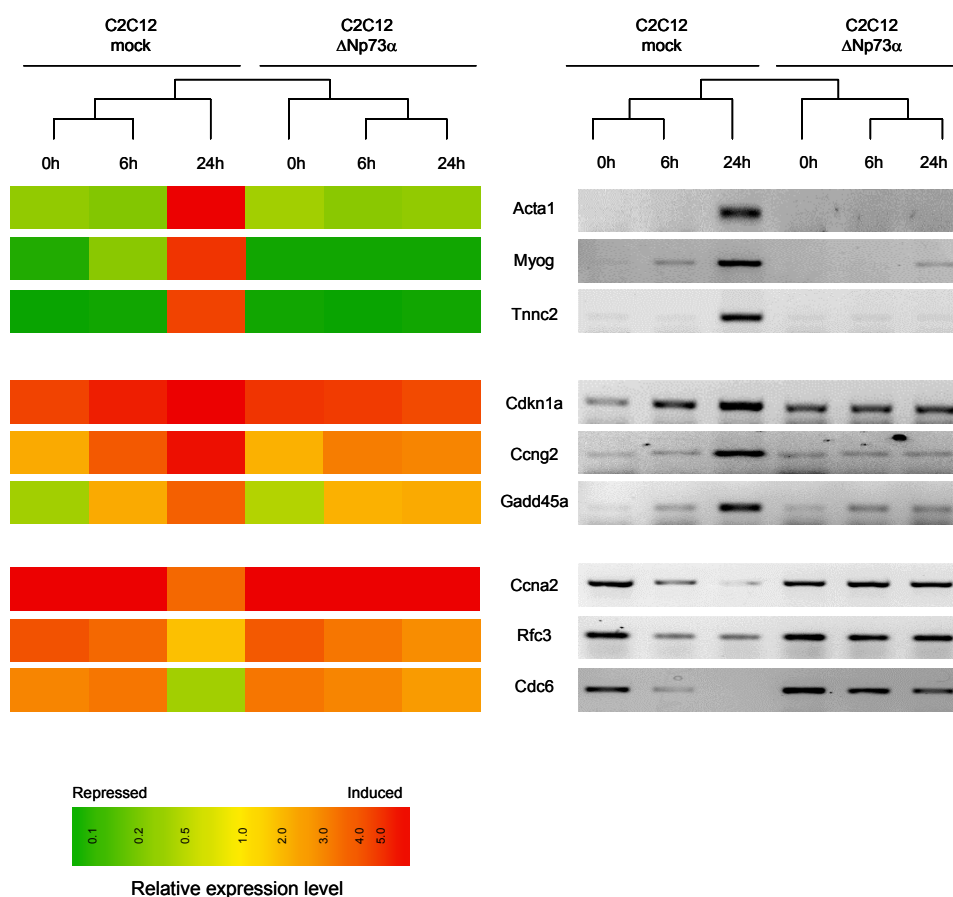 C2C12 mock
C2C12 ΔNp73α
C2C12 mock
C2C12 ΔNp73α
0h 6h 24h 0h 6h 24h
0h 6h 24h 0h 6h 24h
Acta1
Myog
Tnnc2
Cdkn1a
Ccng2
Gadd45a
Ccna2
Rfc3
Cdc6
Repressed Induced
0.1 0.2 0.5 1.0 2.0 3.0 4.0 5.0
Relative expression level